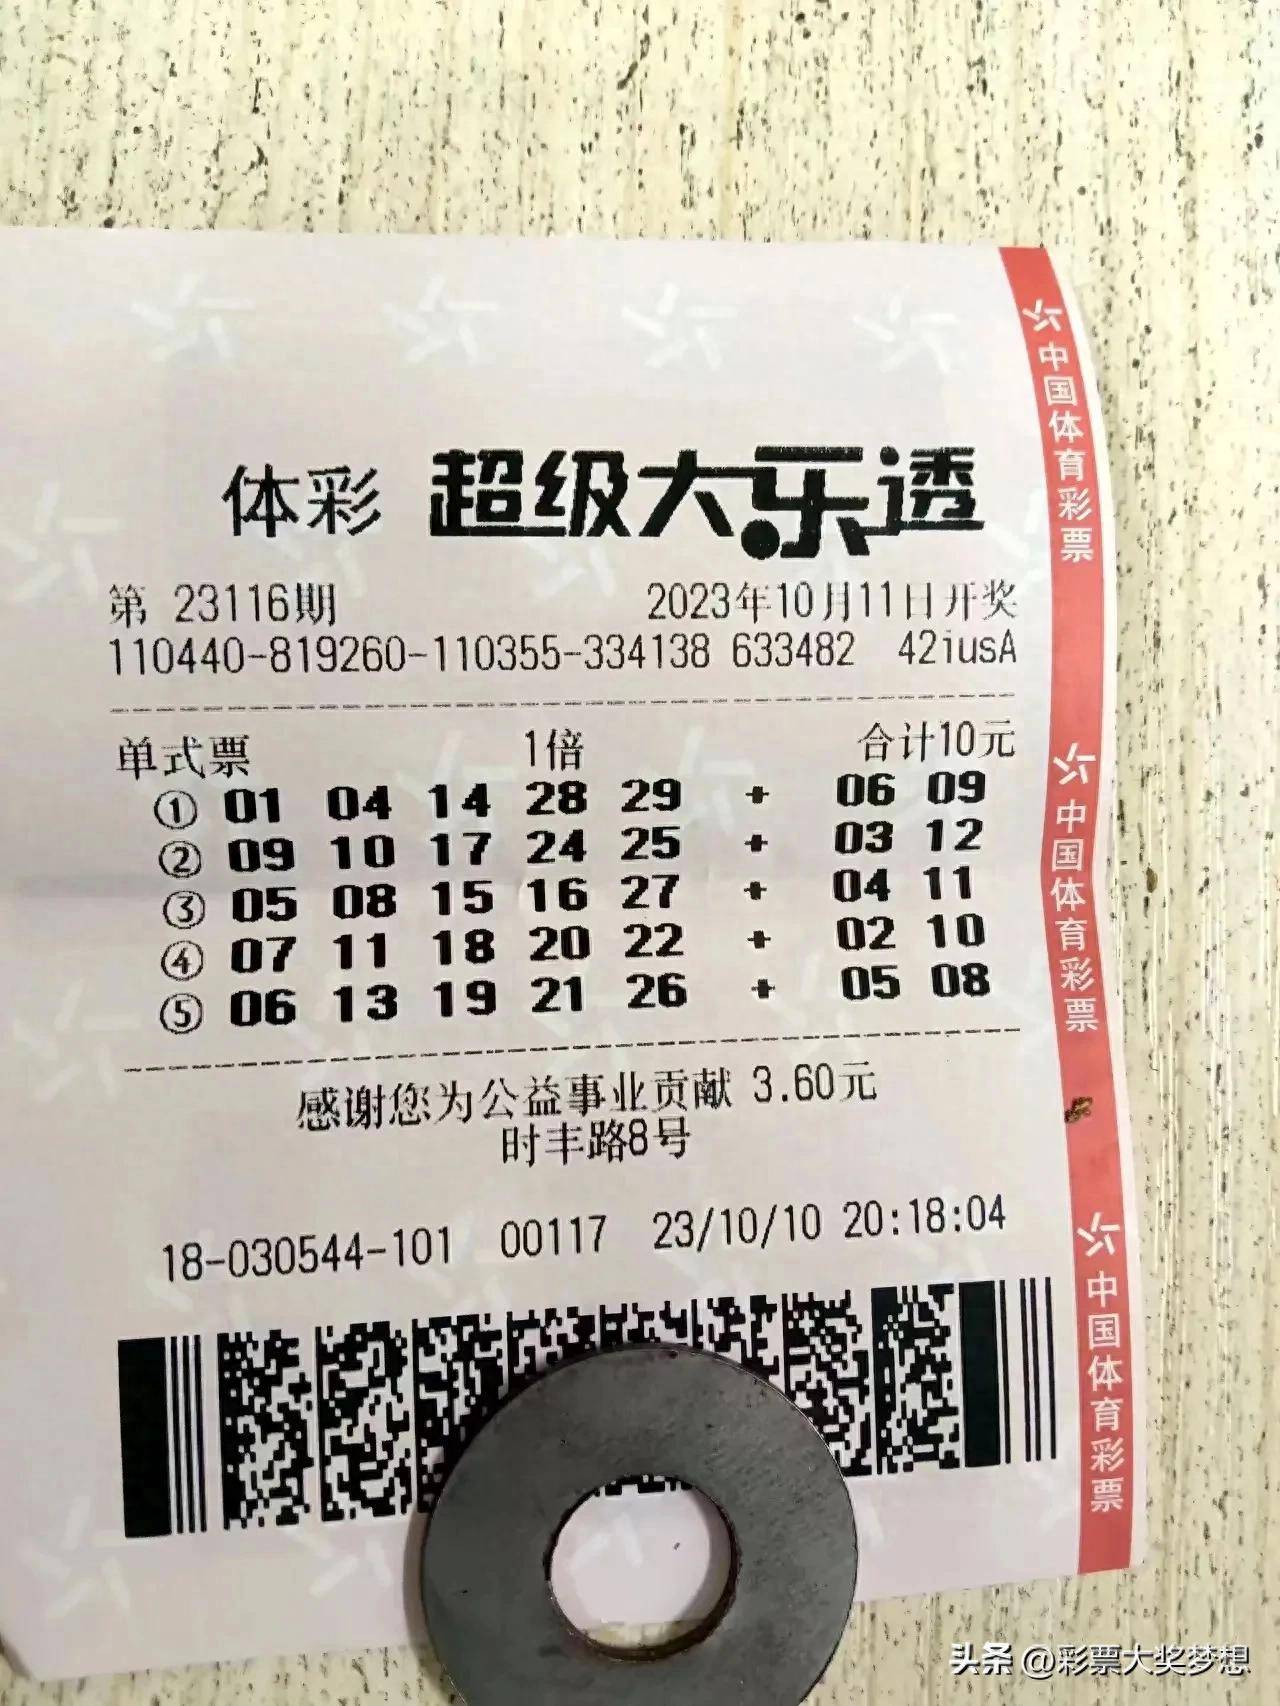 体彩 超级大乐透
第 23116期 2023年10月11日开奖
110440-819260-110355-334138 633482 42iusA
单式票 1倍 合计10元
① 01 04 14 28 29 + 06 09
② 09 10 17 24 25 + 03 12
③ 05 08 15 16 27 + 04 11
④ 07 11 18 20 22 + 02 10
⑤ 06 13 19 21 26 + 05 08
感谢您为公益事业贡献 3.60元
时丰路8号
18-030544-101 00117 23/10/10 20:18:04
中国体育彩票
中国体育彩票
中国体育彩票
头条 @彩票大奖梦想